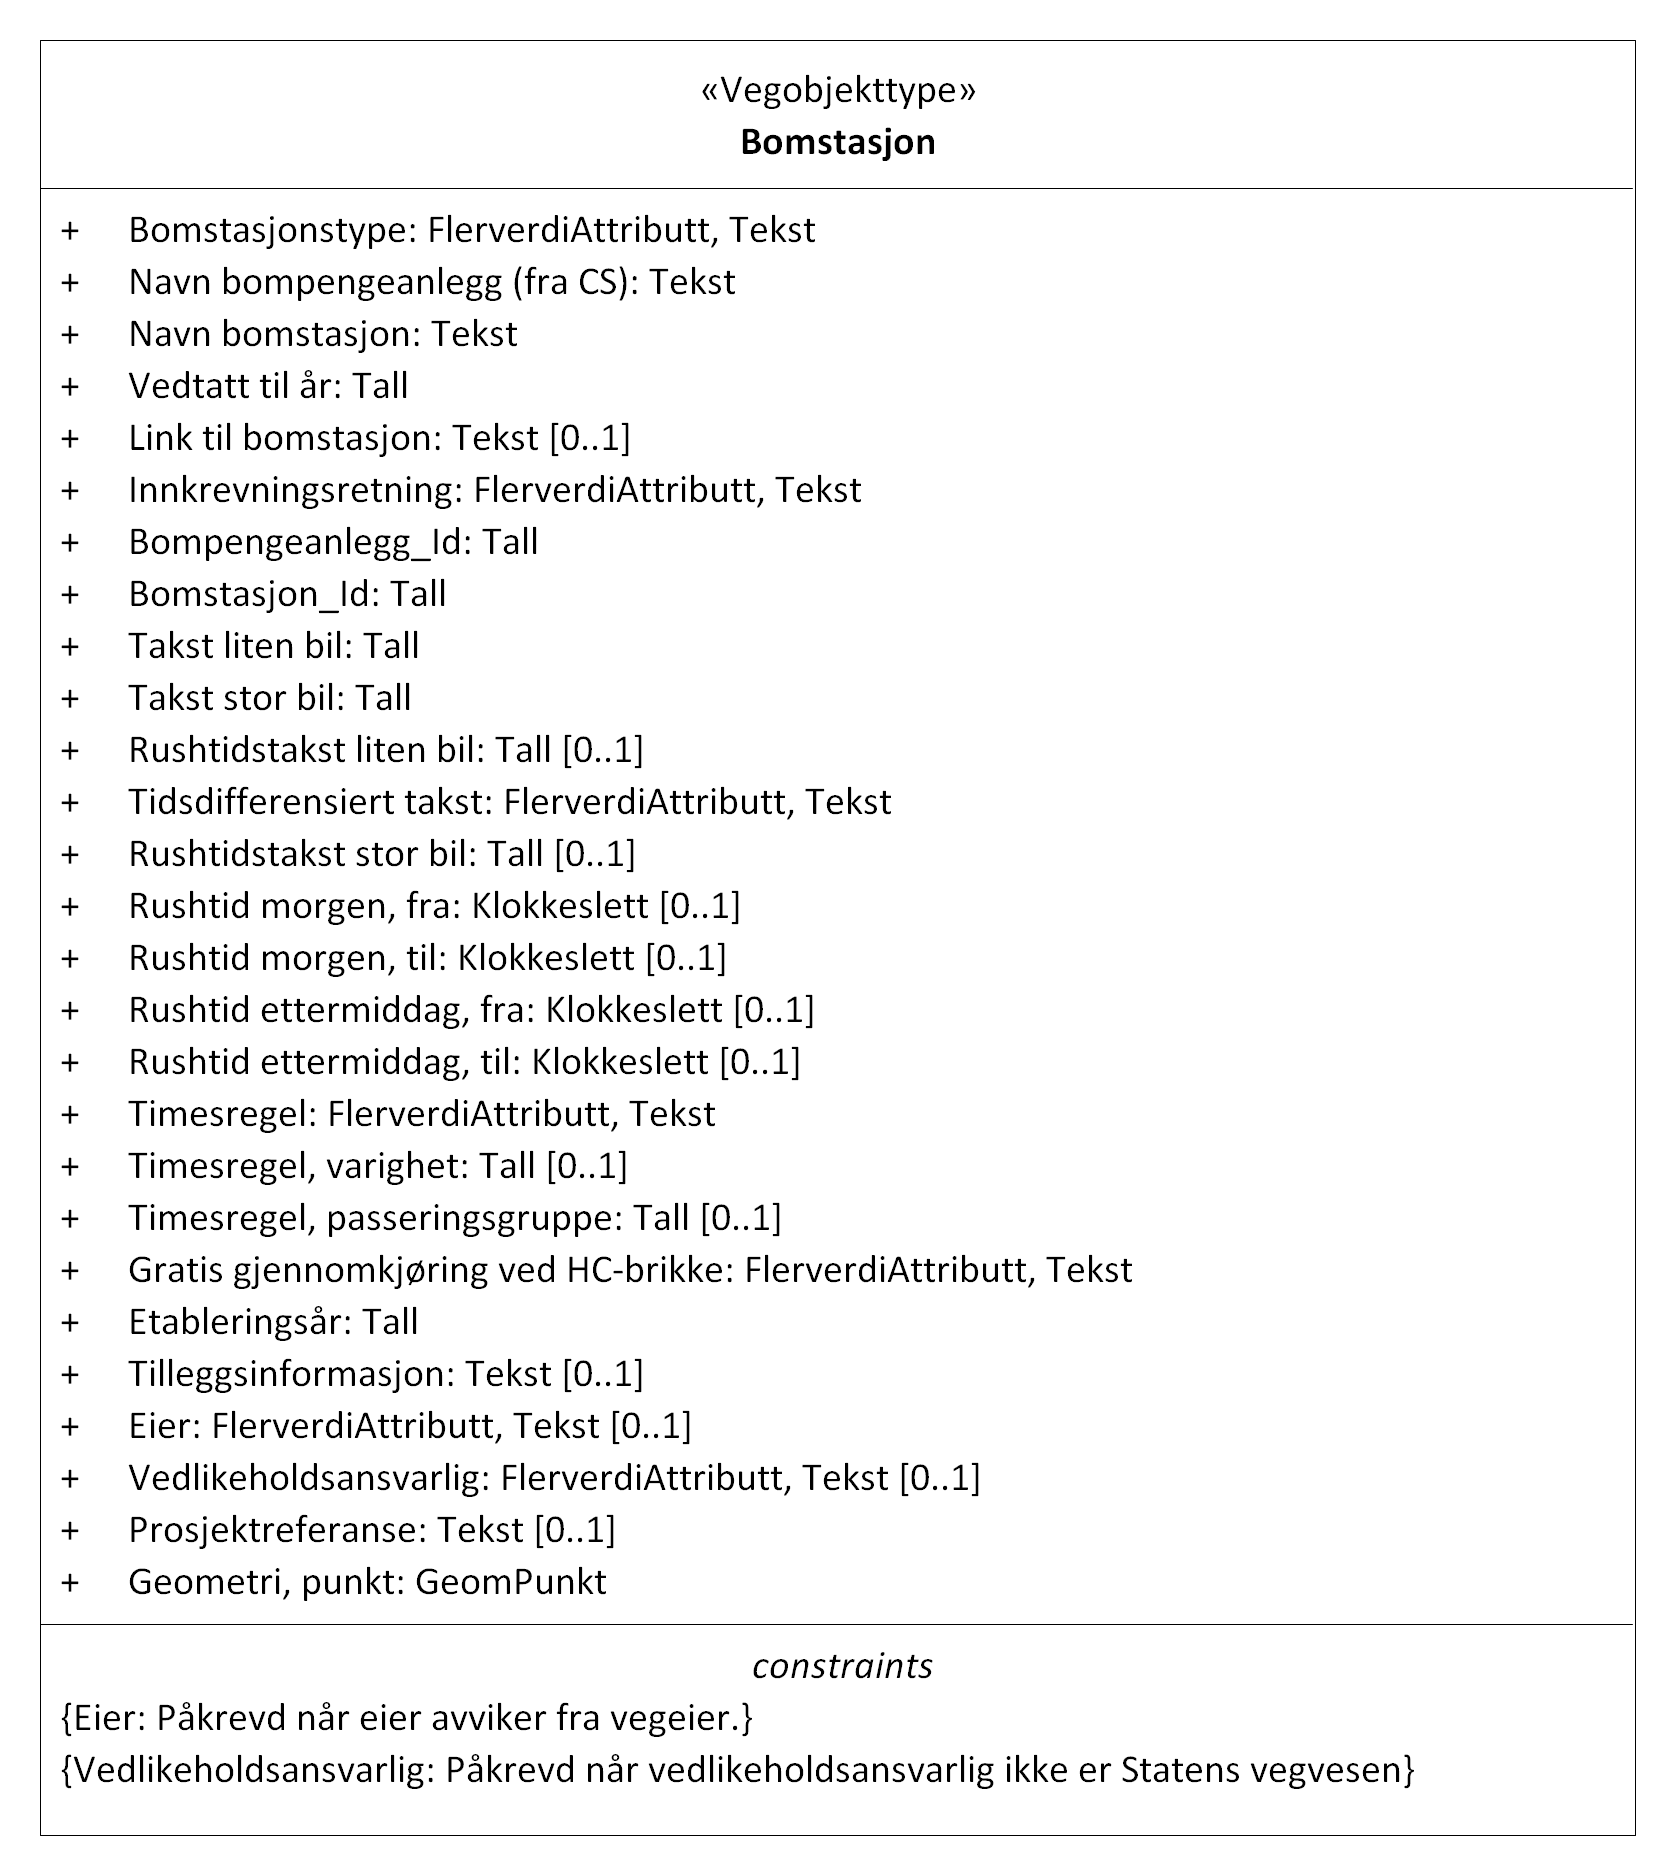 «Vegobjekttype»
Bomstasjon
+ Bomstasjonstype: FlerverdiAttributt, Tekst
+ Navn bompengeanlegg (fra CS): Tekst
+ Navn bomstasjon: Tekst
+ Vedtatt til år: Tall
+ Link til bomstasjon: Tekst [0..1]
+ Innkrevningsretning: FlerverdiAttributt, Tekst
+ Bompengeanlegg_Id: Tall
+ Bomstasjon_Id: Tall
+ Takst liten bil: Tall
+ Takst stor bil: Tall
+ Rushtidstakst liten bil: Tall [0..1]
+ Tidsdifferensiert takst: FlerverdiAttributt, Tekst
+ Rushtidstakst stor bil: Tall [0..1]
+ Rushtid morgen, fra: Klokkeslett [0..1]
+ Rushtid morgen, til: Klokkeslett [0..1]
+ Rushtid ettermiddag, fra: Klokkeslett [0..1]
+ Rushtid ettermiddag, til: Klokkeslett [0..1]
+ Timesregel: FlerverdiAttributt, Tekst
+ Timesregel, varighet: Tall [0..1]
+ Timesregel, passeringsgruppe: Tall [0..1]
+ Gratis gjennomkjøring ved HC-brikke: FlerverdiAttributt, Tekst
+ Etableringsår: Tall
+ Tilleggsinformasjon: Tekst [0..1]
+ Eier: FlerverdiAttributt, Tekst [0..1]
+ Vedlikeholdsansvarlig: FlerverdiAttributt, Tekst [0..1]
+ Prosjektreferanse: Tekst [0..1]
+ Geometri, punkt: GeomPunkt
constraints
{Eier: Påkrevd når eier avviker fra vegeier.}
{Vedlikeholdsansvarlig: Påkrevd når vedlikeholdsansvarlig ikke er Statens vegvesen}